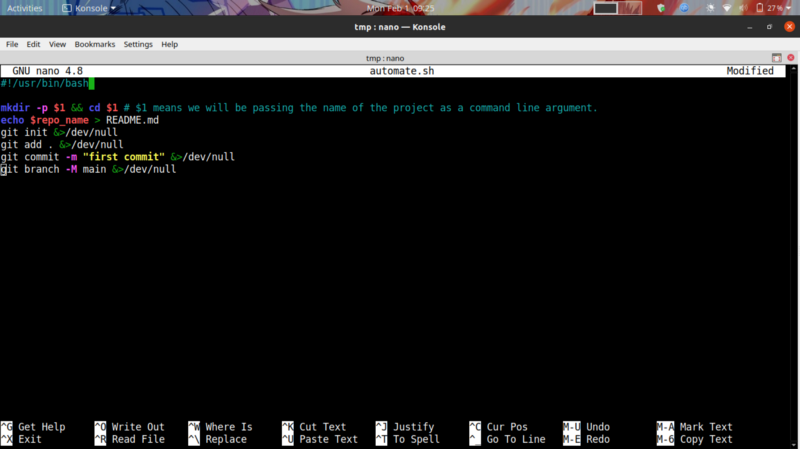 Activities Konsole Mon Feb 1 09:25 27%
tmp : nano — Konsole
File Edit View Bookmarks Settings Help
tmp : nano
GNU nano 4.8 automate.sh Modified
#!/usr/bin/bash
mkdir -p $1 && cd $1 # $1 means we will be passing the name of the project as a command line argument.
echo $repo_name > README.md
git init &>/dev/null
git add . &>/dev/null
git commit -m "first commit" &>/dev/null
git branch -M main &>/dev/null
^G Get Help ^O Write Out ^W Where Is ^K Cut Text ^J Justify ^C Cur Pos M-U Undo M-A Mark Text
^X Exit ^R Read File ^\ Replace ^U Paste Text ^T To Spell ^_ Go To Line M-E Redo M-6 Copy Text